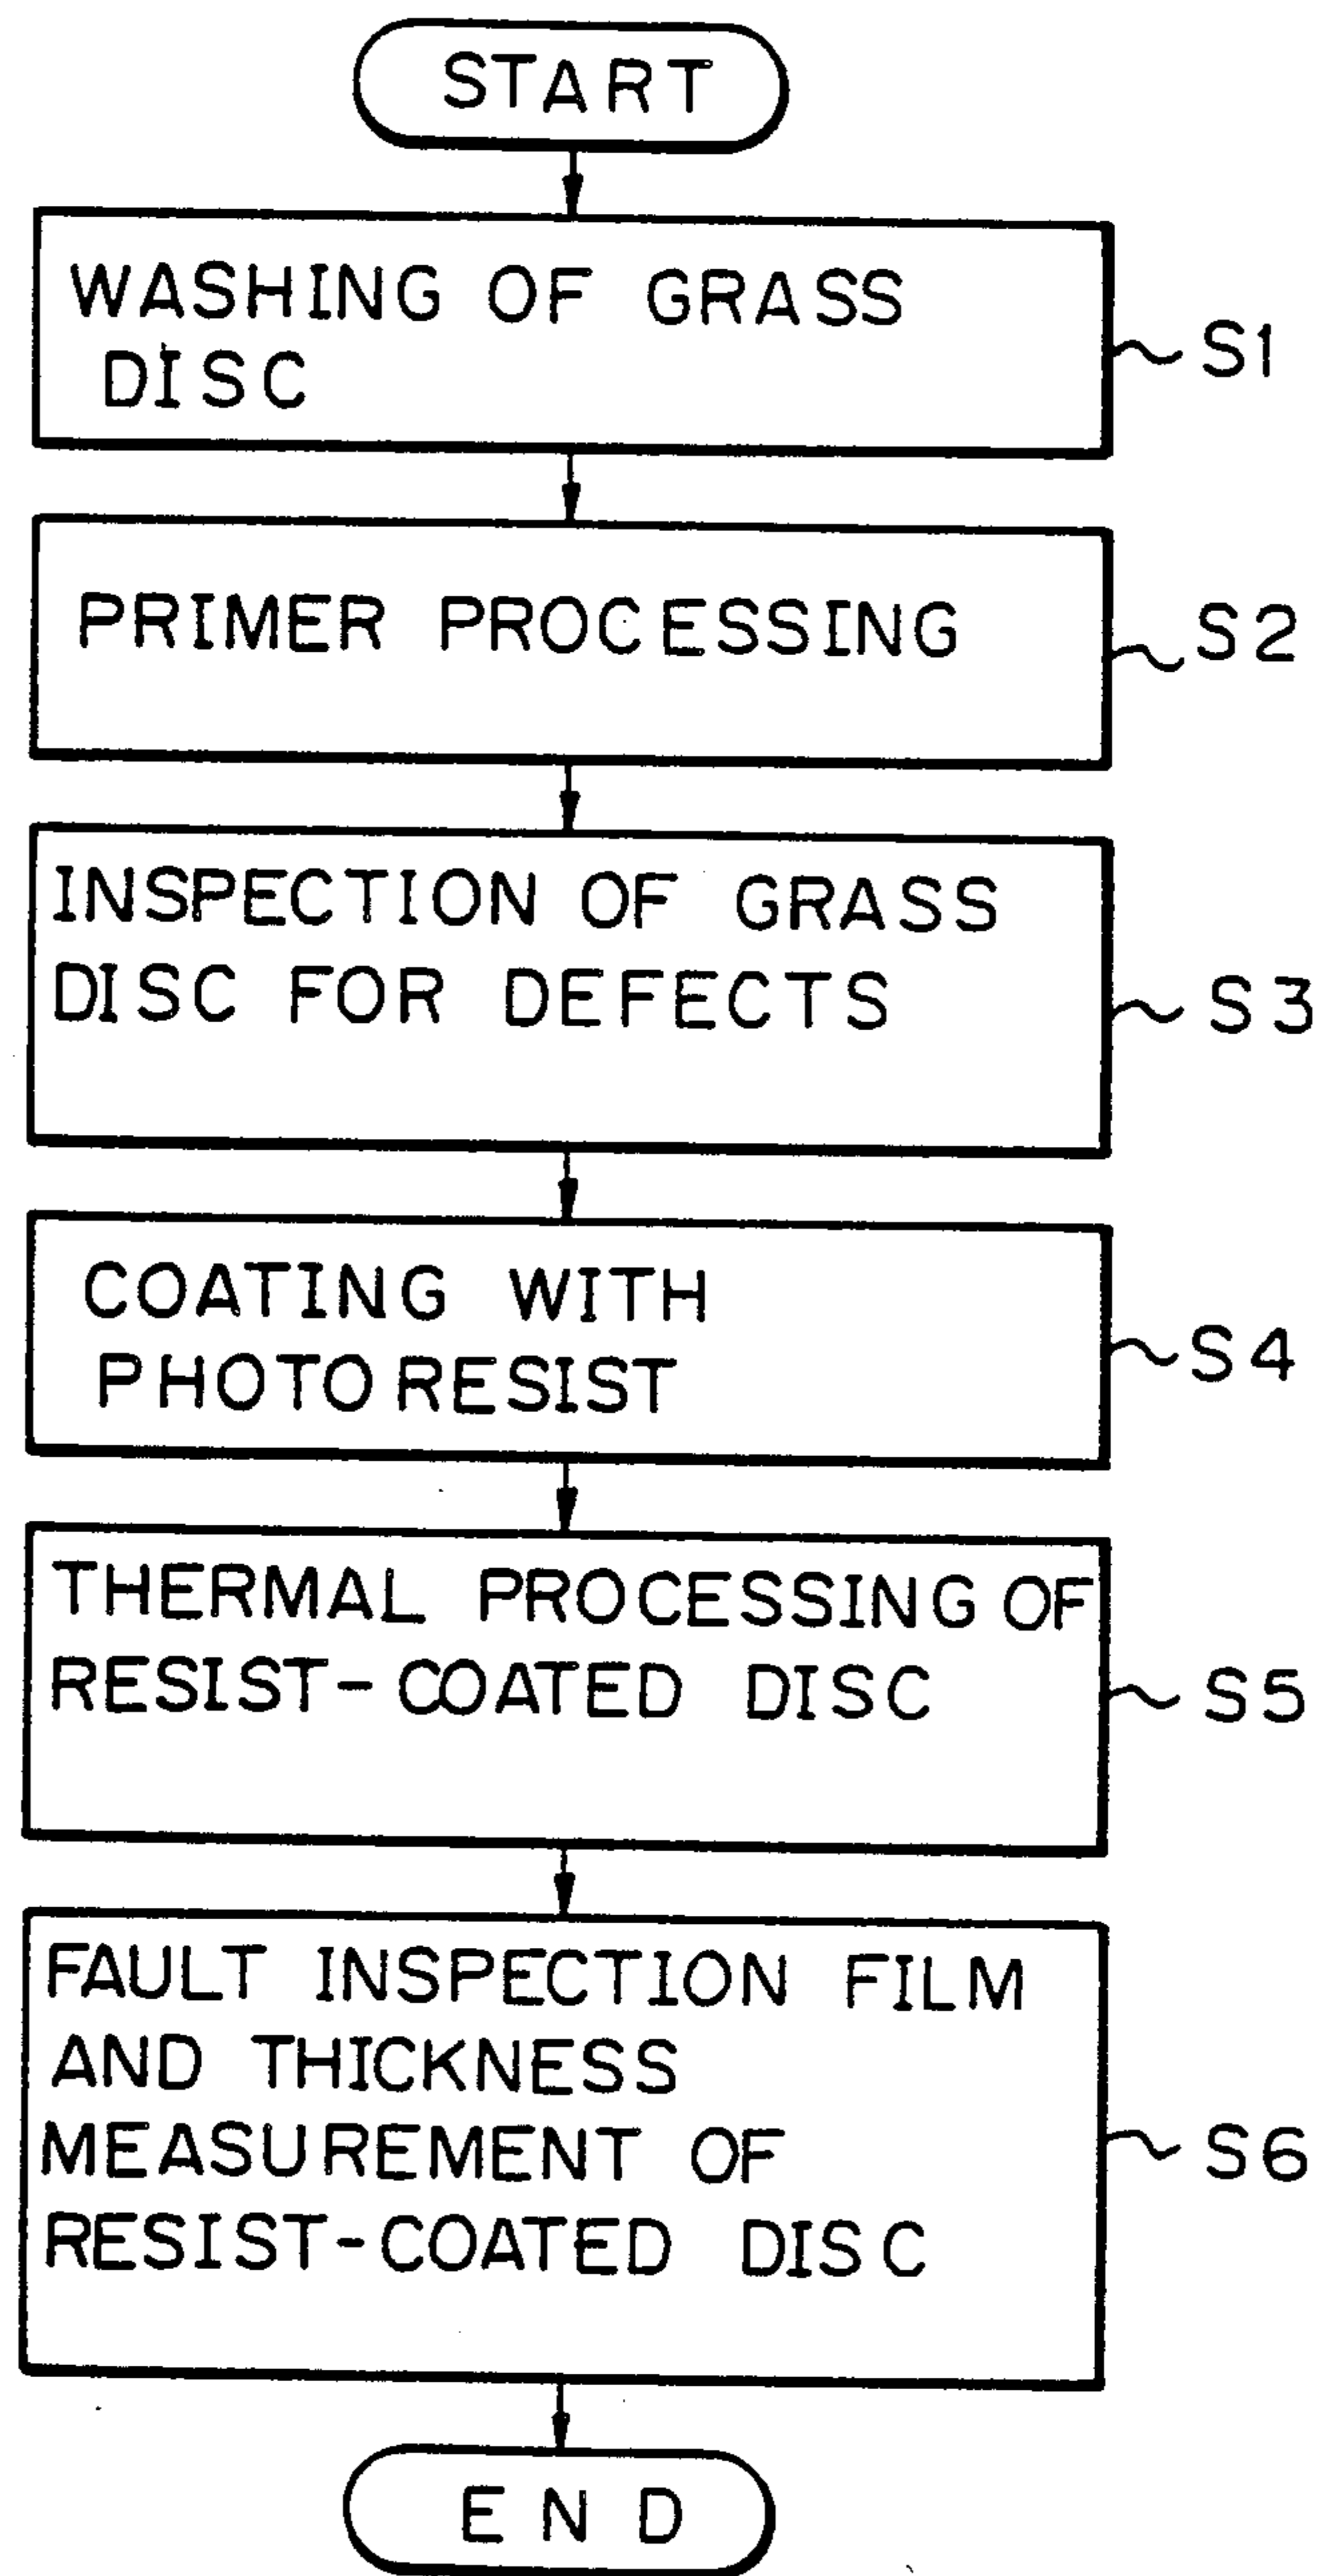 START
WASHING OF GRASS
DISC
S1
PRIMER PROCESSING
S2
INSPECTION OF GRASS
DISC FOR DEFECTS
S3
COATING WITH
PHOTORESIST
S4
THERMAL PROCESSING OF
RESIST-COATED DISC
S5
FAULT INSPECTION FILM
AND THICKNESS
MEASUREMENT OF
RESIST-COATED DISC
S6
END